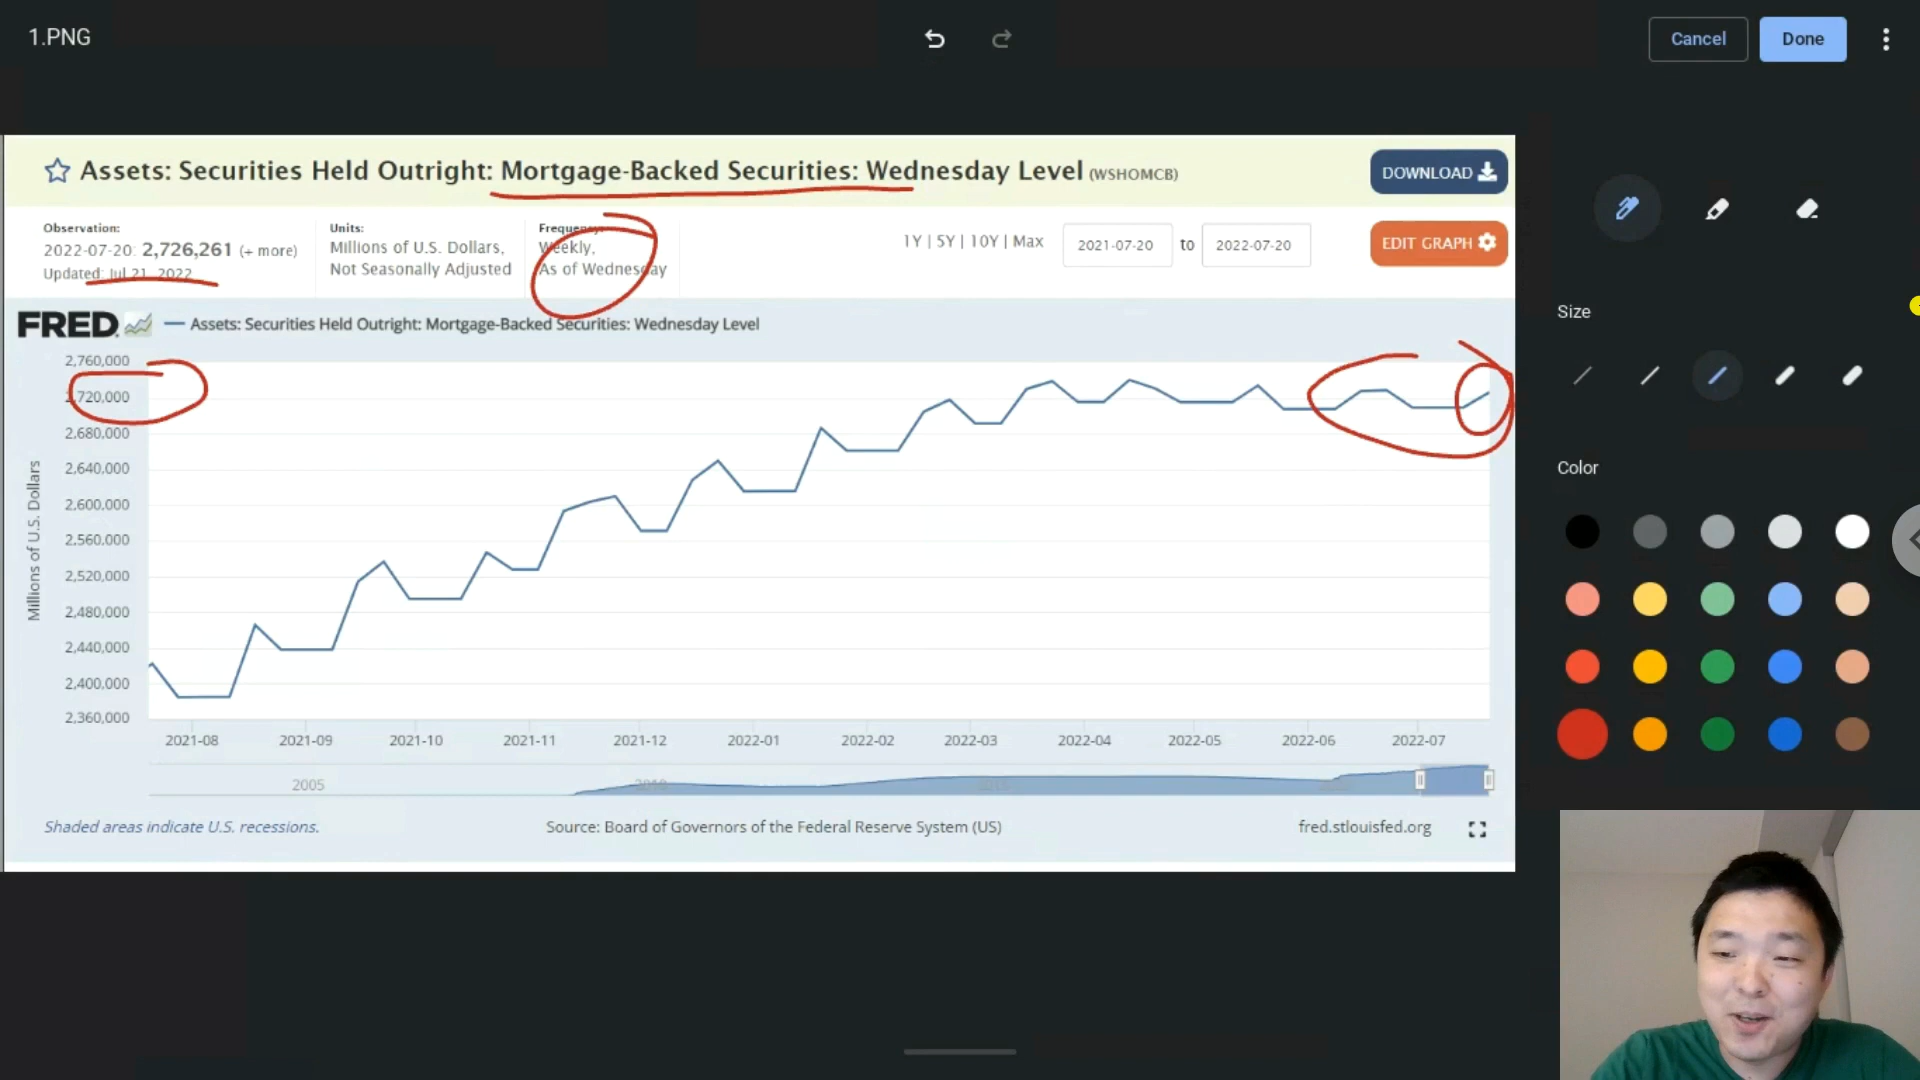 1.PNG
Cancel
Done
Assets: Securities Held Outright: Mortgage-Backed Securities: Wednesday Level (WSHOMCB)
DOWNLOAD
Observation:
2022-07-20: 2,726,261 (+ more)
Updated: Jul 21, 2022
Units:
Millions of U.S. Dollars,
Not Seasonally Adjusted
Frequency:
Weekly,
As of Wednesday
1Y | 5Y | 10Y | Max
2021-07-20 to 2022-07-20
EDIT GRAPH
FRED
Assets: Securities Held Outright: Mortgage-Backed Securities: Wednesday Level
Millions of U.S. Dollars
2,760,000
2,720,000
2,680,000
2,640,000
2,600,000
2,560,000
2,520,000
2,480,000
2,440,000
2,400,000
2,360,000
2021-08 2021-09 2021-10 2021-11 2021-12 2022-01 2022-02 2022-03 2022-04 2022-05 2022-06 2022-07
2005 2010
Shaded areas indicate U.S. recessions.
Source: Board of Governors of the Federal Reserve System (US)
fred.stlouisfed.org
Size
Color